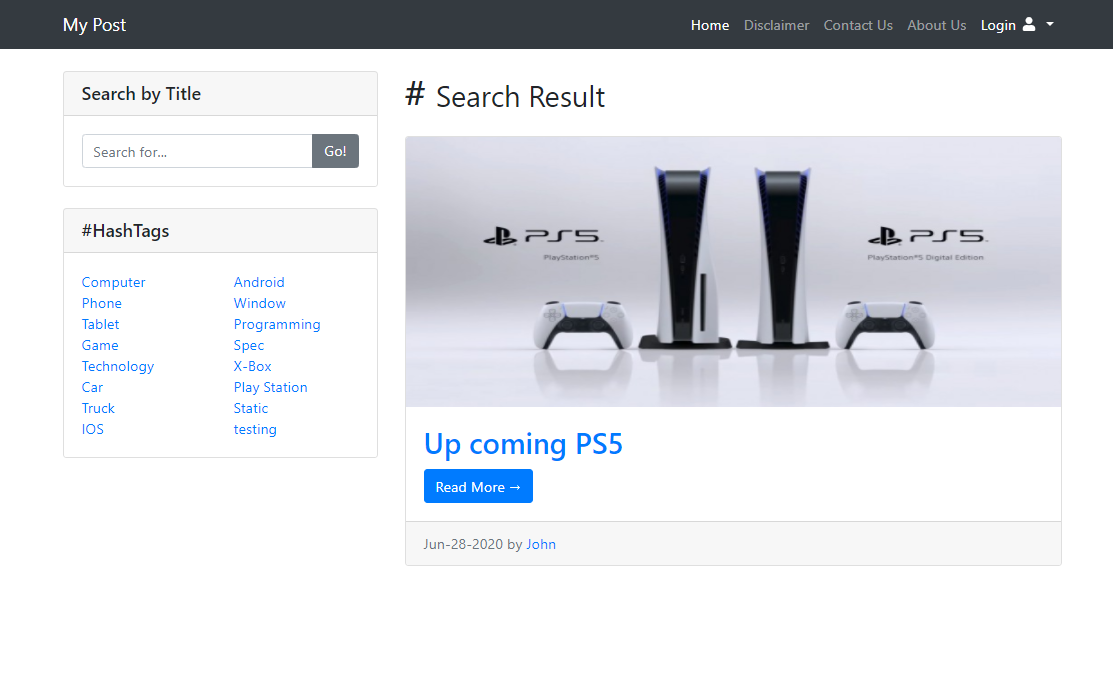 My Post
Home Disclaimer Contact Us About Us Login
Search by Title
Search for...
Go!
#HashTags
Computer Android
Phone Window
Tablet Programming
Game Spec
Technology X-Box
Car Play Station
Truck Static
IOS testing
# Search Result
PS5. PS5.
PlayStation®5 PlayStation®5 Digital Edition
Up coming PS5
Read More →
Jun-28-2020 by John